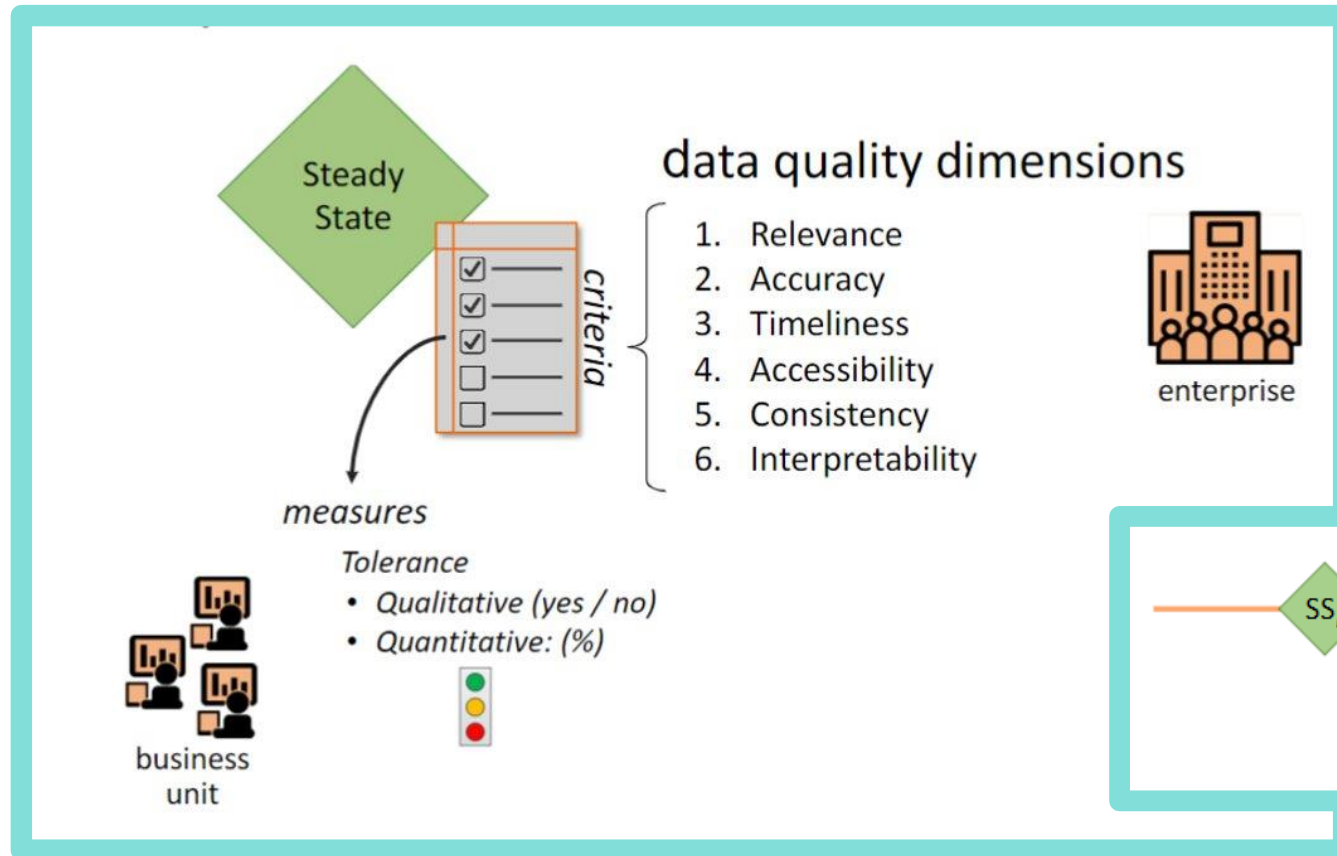 Steady
State
data quality dimensions
criteria
1. Relevance
2. Accuracy
3. Timeliness
4. Accessibility
5. Consistency
6. Interpretability
enterprise
measures
Tolerance
• Qualitative (yes / no)
• Quantitative: (%)
business
unit
SS